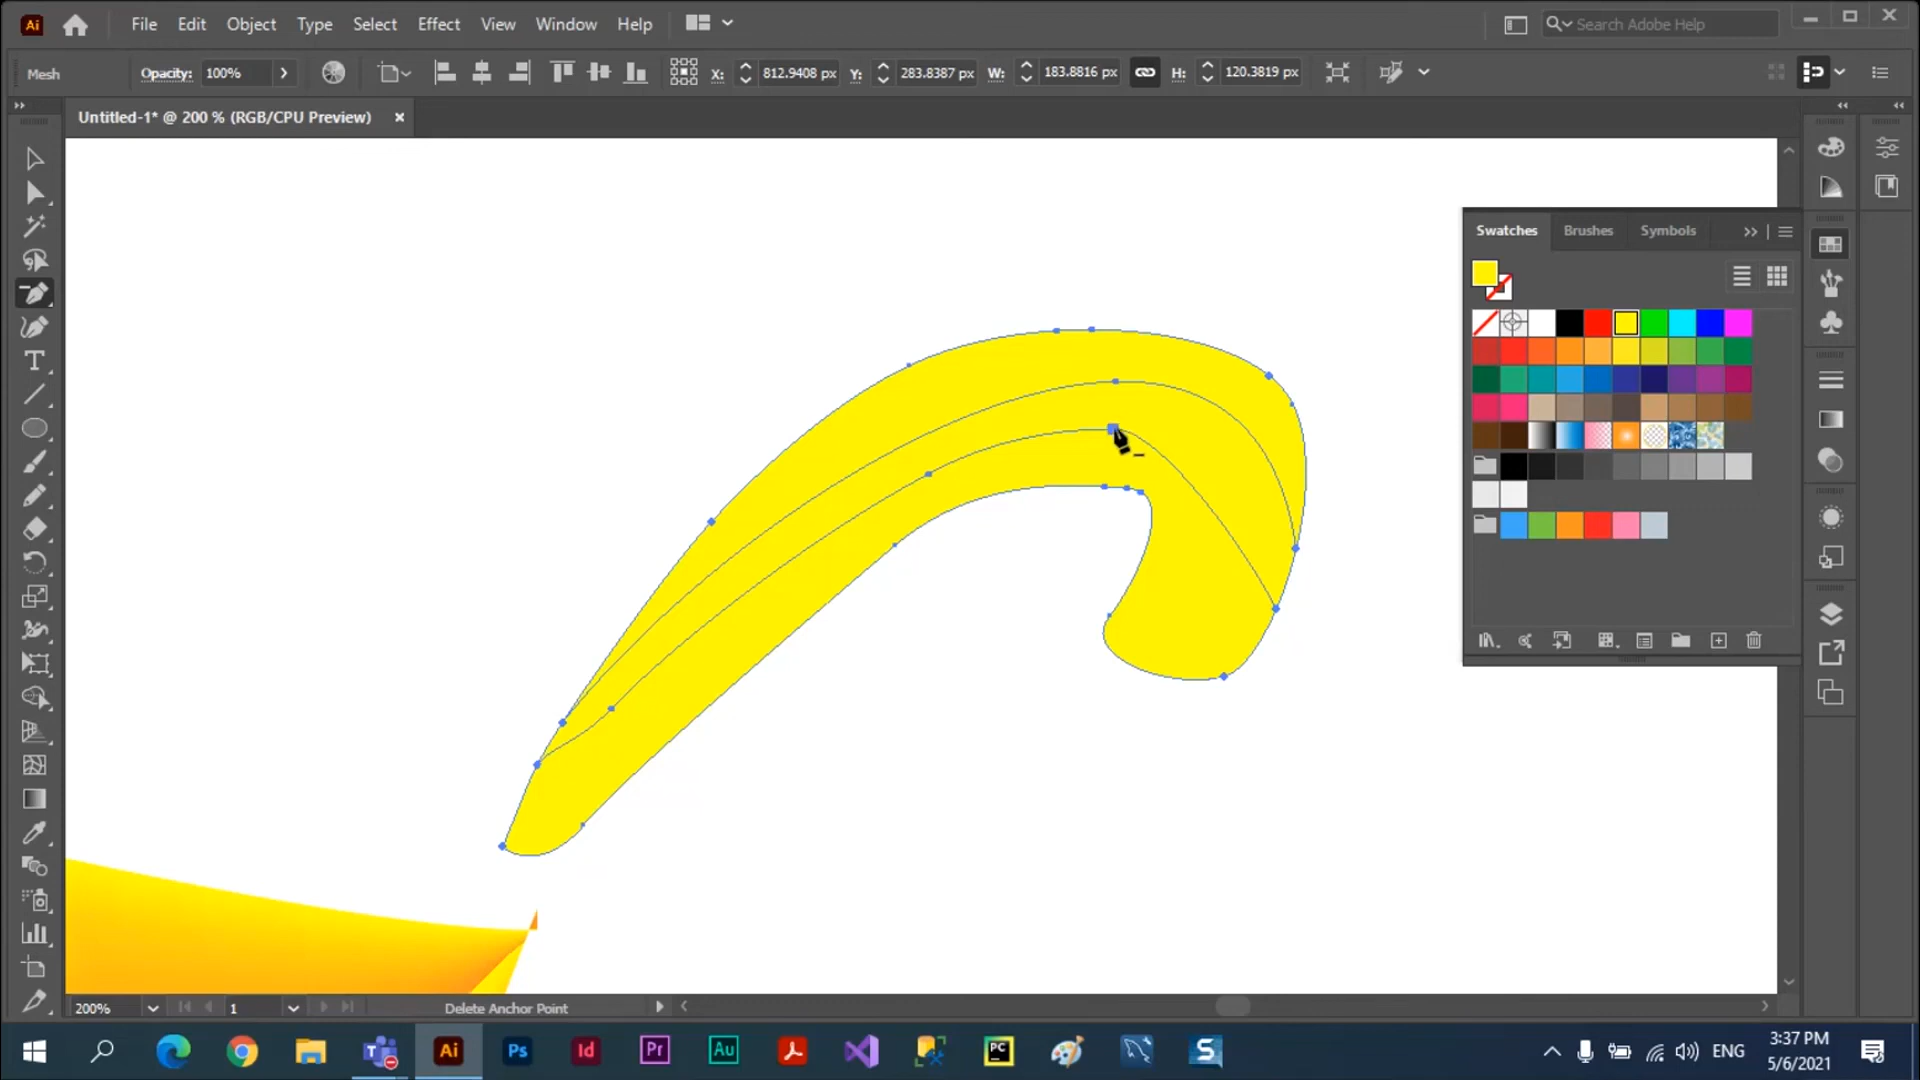 Ai File Edit Object Type Select Effect View Window Help Search Adobe Help
Mesh Opacity: 100% X: 812.9408 px Y: 283.8387 px W: 183.8816 px H: 120.3819 px
Untitled-1* @ 200 % (RGB/CPU Preview) ×
Swatches Brushes Symbols
T
200% 1 Delete Anchor Point
Ai Ps Id Pr Au PC S ENG 3:37 PM
5/6/2021